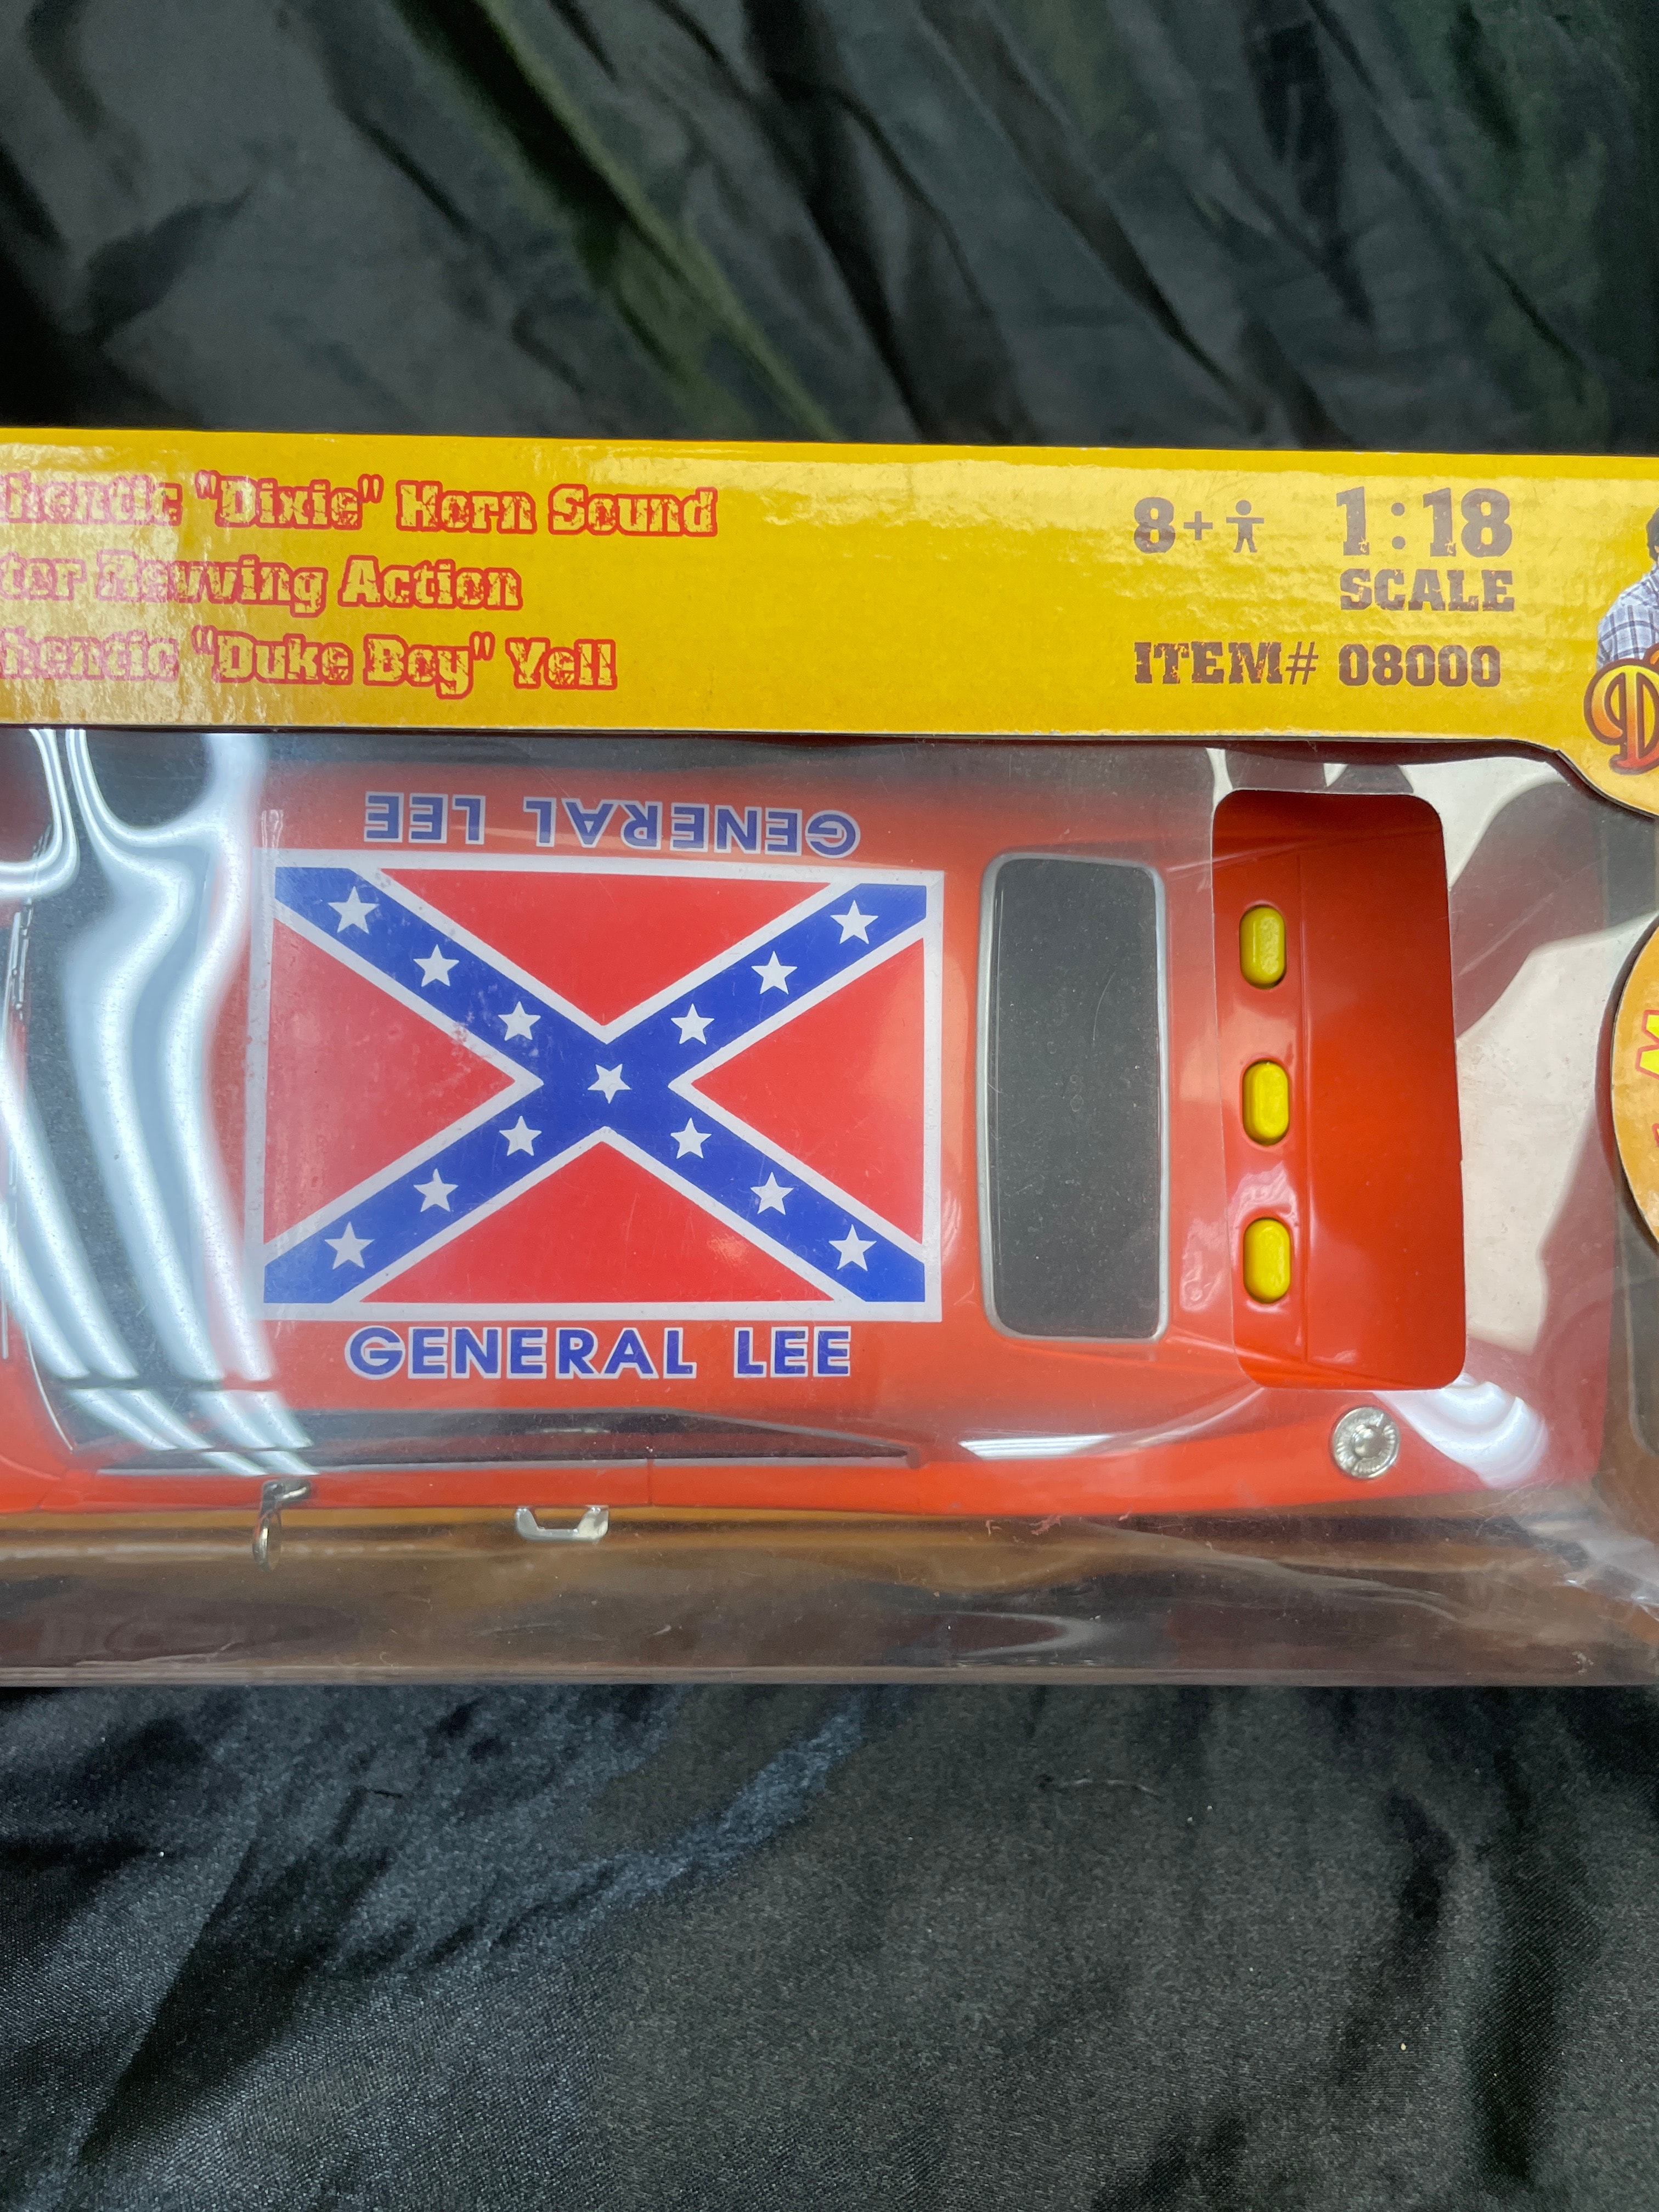 "Dixie" Horn Sound
Revving Action
"Duke Boy" Yell
8+ 1:18
SCALE
ITEM# 08000
GENERAL LEE
GENERAL LEE